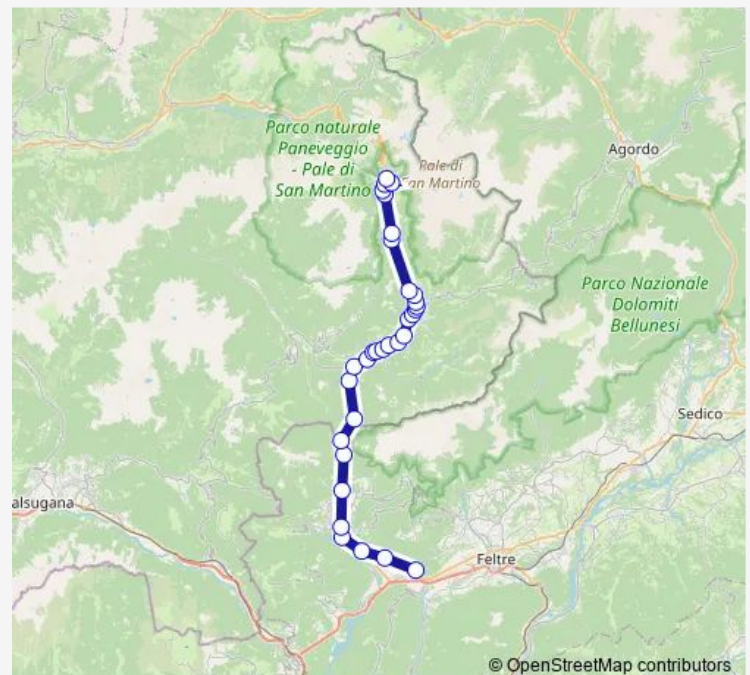 Parco naturale
Paneveggio
- Pale di
San Martino
Pale di
San Martino
Agordo
Parco Nazionale
Dolomiti
Bellunesi
Sedico
alsugana
Feltre
© OpenStreetMap contributors